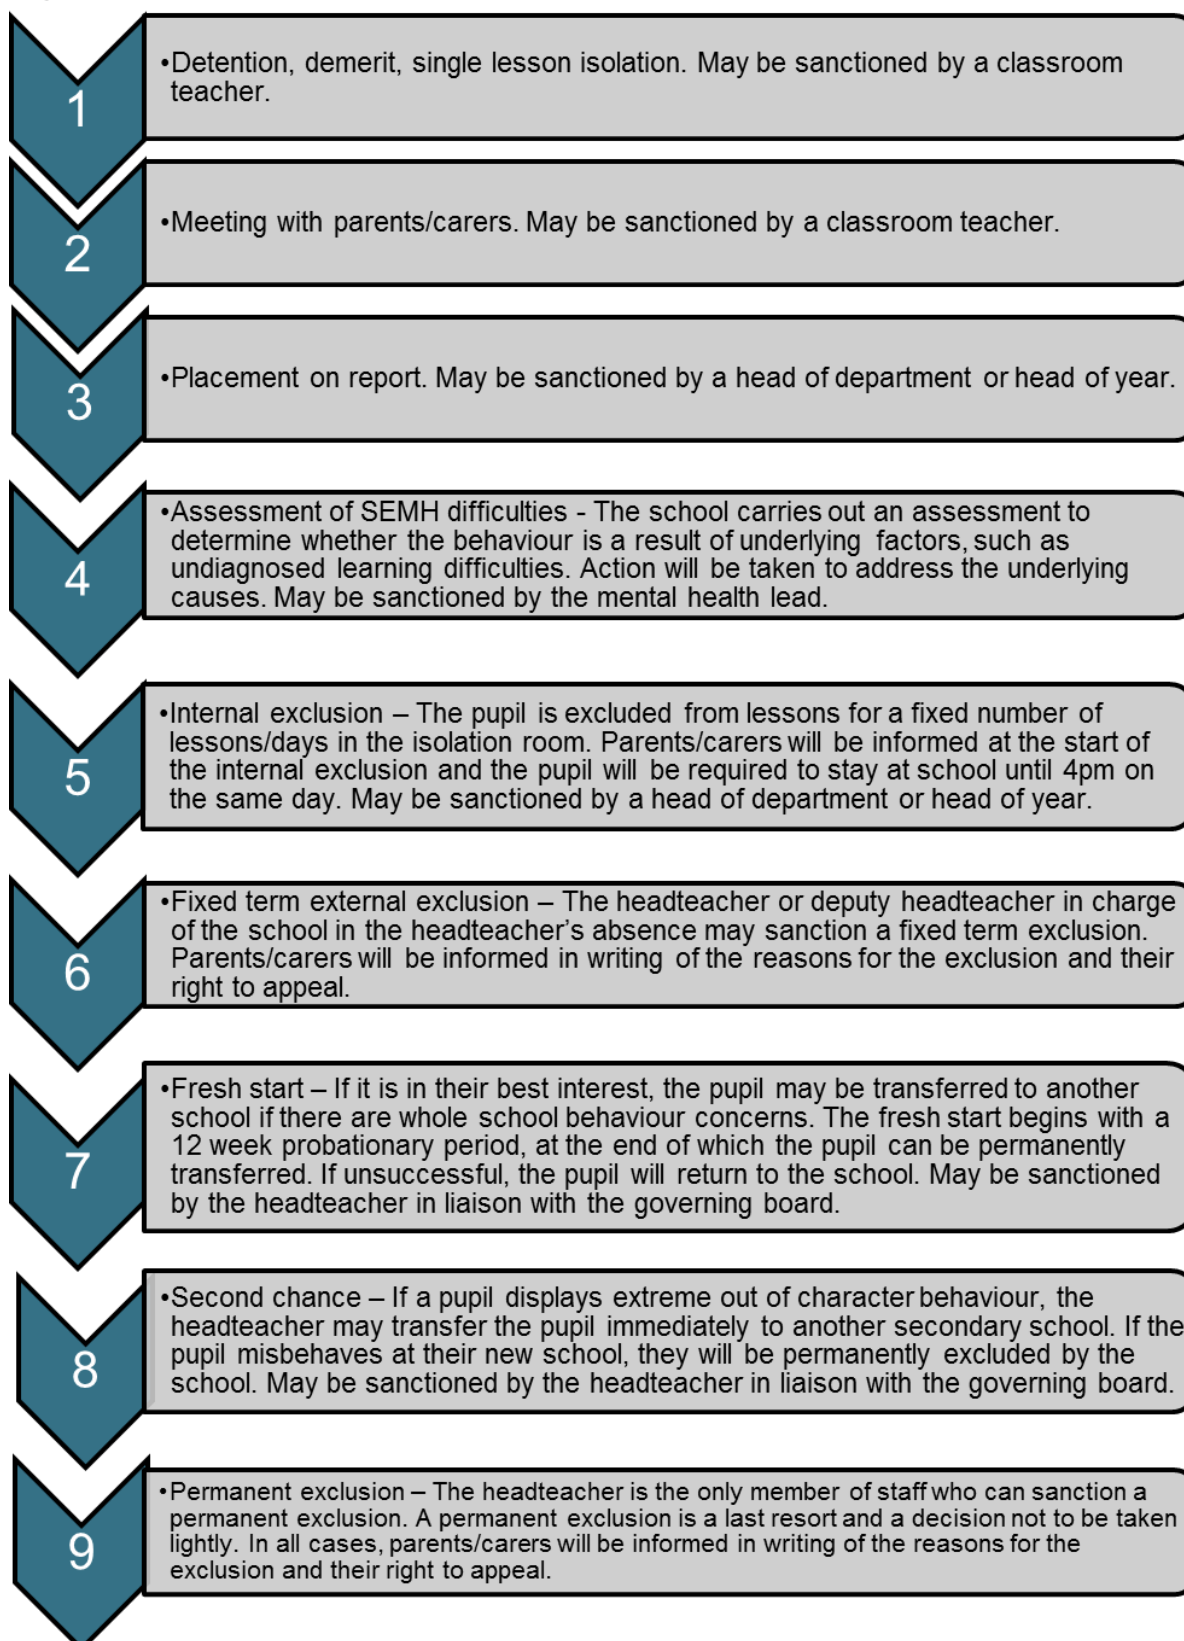 1
•Detention, demerit, single lesson isolation. May be sanctioned by a classroom
teacher.
2
•Meeting with parents/carers. May be sanctioned by a classroom teacher.
3
•Placement on report. May be sanctioned by a head of department or head of year.
4
•Assessment of SEMH difficulties - The school carries out an assessment to
determine whether the behaviour is a result of underlying factors, such as
undiagnosed learning difficulties. Action will be taken to address the underlying
causes. May be sanctioned by the mental health lead.
5
•Internal exclusion – The pupil is excluded from lessons for a fixed number of
lessons/days in the isolation room. Parents/carers will be informed at the start of
the internal exclusion and the pupil will be required to stay at school until 4pm on
the same day. May be sanctioned by a head of department or head of year.
6
•Fixed term external exclusion – The headteacher or deputy headteacher in charge
of the school in the headteacher’s absence may sanction a fixed term exclusion.
Parents/carers will be informed in writing of the reasons for the exclusion and their
right to appeal.
7
•Fresh start – If it is in their best interest, the pupil may be transferred to another
school if there are whole school behaviour concerns. The fresh start begins with a
12 week probationary period, at the end of which the pupil can be permanently
transferred. If unsuccessful, the pupil will return to the school. May be sanctioned
by the headteacher in liaison with the governing board.
8
•Second chance – If a pupil displays extreme out of character behaviour, the
headteacher may transfer the pupil immediately to another secondary school. If the
pupil misbehaves at their new school, they will be permanently excluded by the
school. May be sanctioned by the headteacher in liaison with the governing board.
9
•Permanent exclusion – The headteacher is the only member of staff who can sanction a
permanent exclusion. A permanent exclusion is a last resort and a decision not to be taken
lightly. In all cases, parents/carers will be informed in writing of the reasons for the
exclusion and their right to appeal.